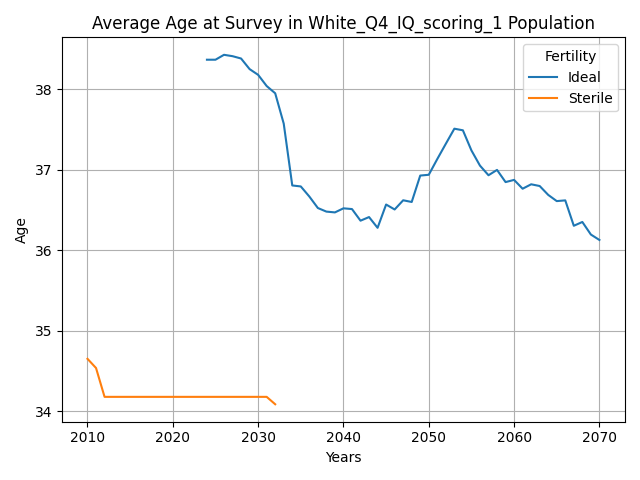 Average Age at Survey in White_Q4_IQ_scoring_1 Population
Fertility
Ideal
Sterile
Age
38
37
36
35
34
2010 2020 2030 2040 2050 2060 2070
Years